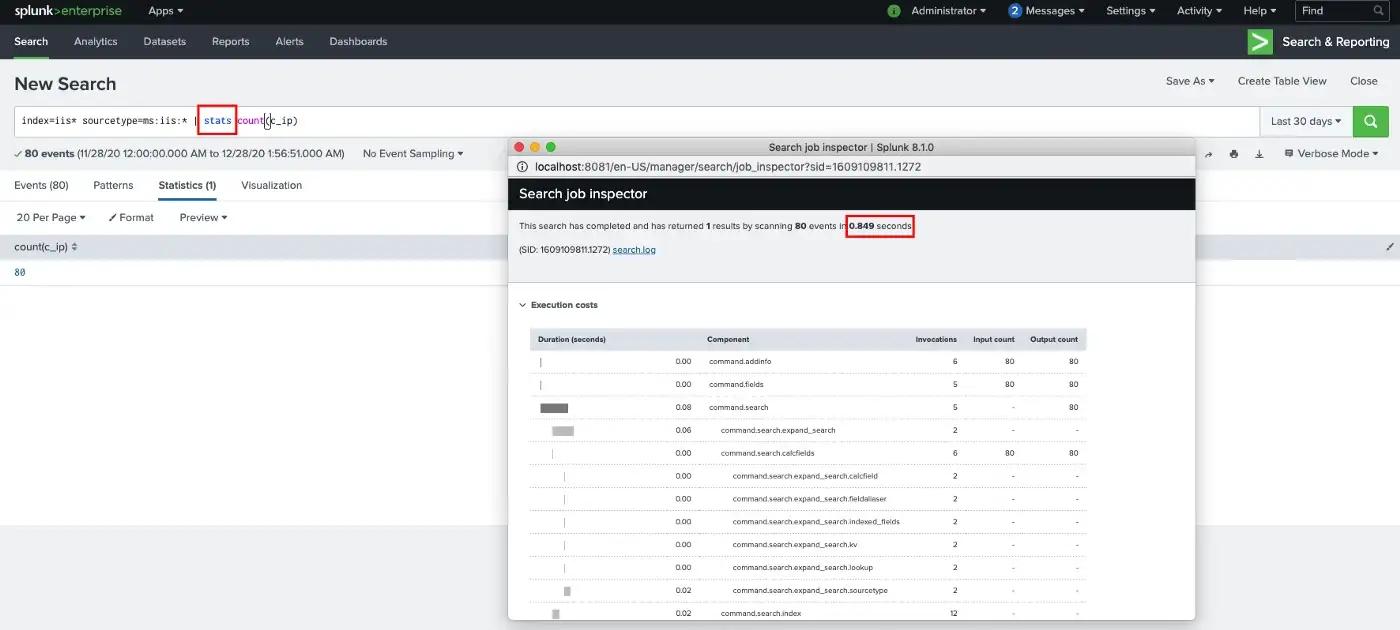 splunk>enterprise Apps ▾ i Administrator ▾ 2 Messages ▾ Settings ▾ Activity ▾ Help ▾ Find
Search Analytics Datasets Reports Alerts Dashboards > Search & Reporting
New Search Save As ▾ Create Table View Close
index=iis* sourcetype=ms:iis:* | stats count(c_ip) Last 30 days ▾
✓ 80 events (11/28/20 12:00:00.000 AM to 12/28/20 1:56:51.000 AM) No Event Sampling ▾ Verbose Mode ▾
Events (80) Patterns Statistics (1) Visualization
20 Per Page ▾ Format Preview ▾
count(c_ip)
80
Search job inspector | Splunk 8.1.0
localhost:8081/en-US/manager/search/job_inspector?sid=1609109811.1272
Search job inspector
This search has completed and has returned 1 results by scanning 80 events in 0.849 seconds
(SID: 1609109811.1272) search.log
Execution costs
Duration (seconds) Component Invocations Input count Output count
0.00 command.addinfo 6 80 80
0.00 command.fields 5 80 80
0.08 command.search 5 - 80
0.06 command.search.expand_search 2 - -
0.00 command.search.calcfields 6 80 80
0.00 command.search.expand_search.calcfield 2 - -
0.00 command.search.expand_search.fieldaliaser 2 - -
0.00 command.search.expand_search.indexed_fields 2 - -
0.00 command.search.expand_search.kv 2 - -
0.00 command.search.expand_search.lookup 2 - -
0.02 command.search.expand_search.sourcetype 2 - -
0.02 command.search.index 12 - -